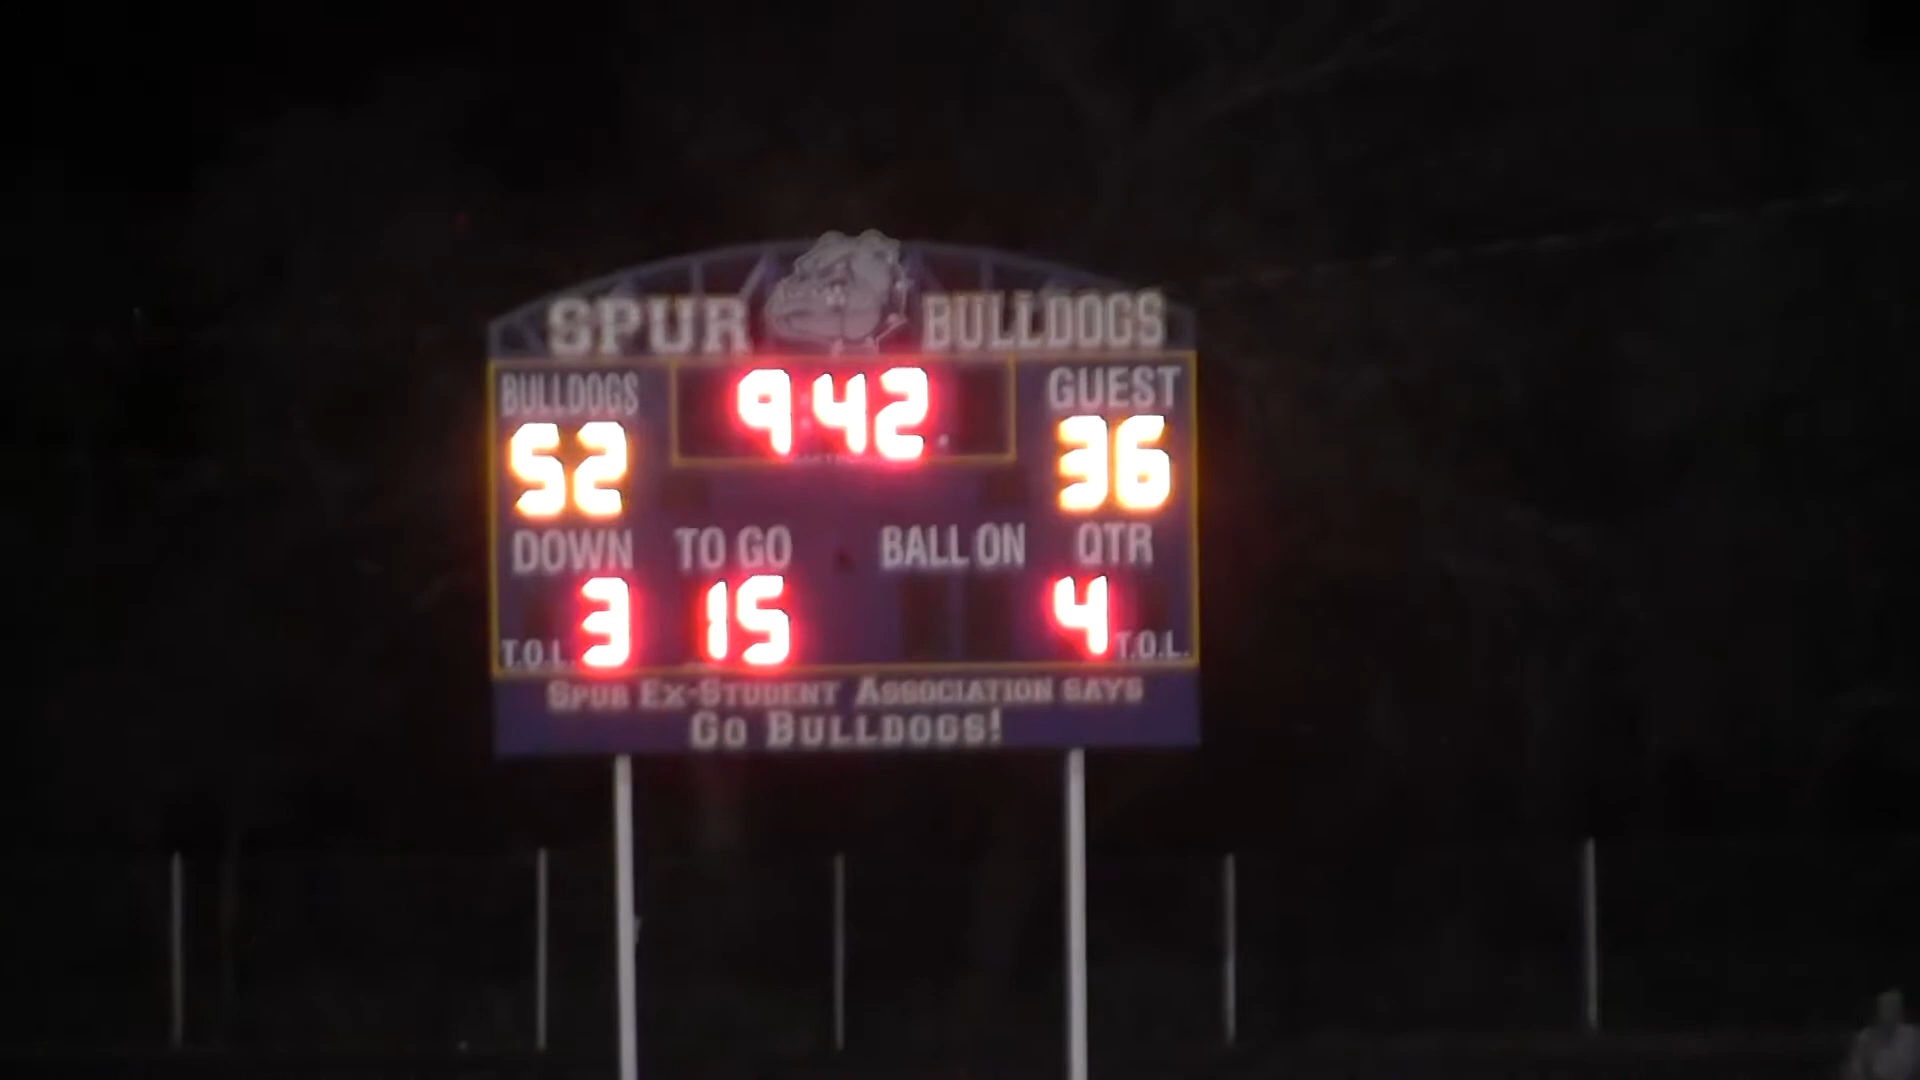 SPUR BULLDOGS
BULLDOGS 9:42 GUEST
52 36
DOWN TO GO BALL ON QTR
3 15 4
T.O.L. T.O.L.
SPUR EX-STUDENT ASSOCIATION SAYS
GO BULLDOGS!